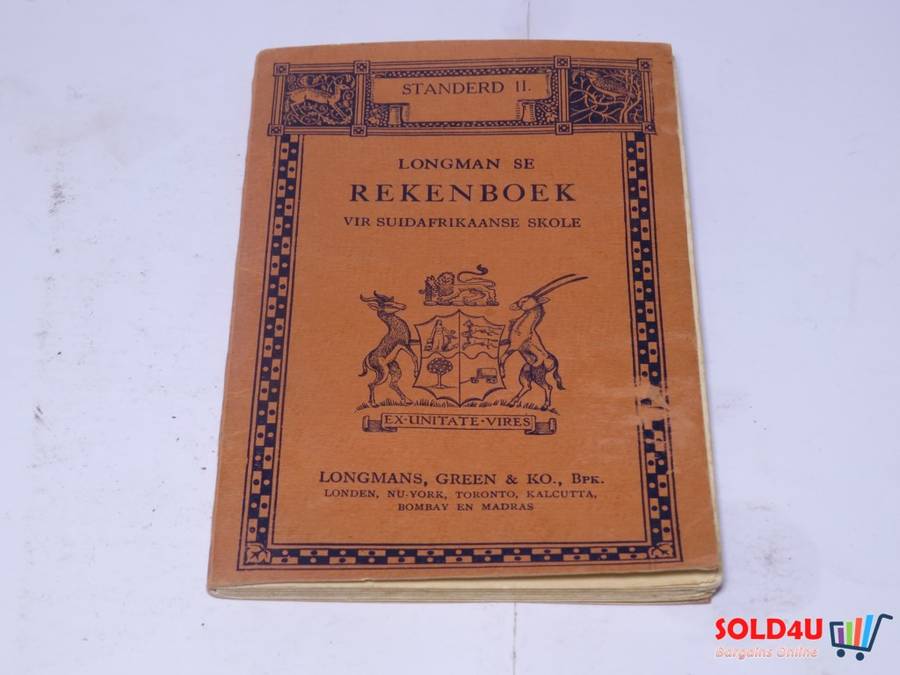 STANDERD II.
LONGMAN SE
REKENBOEK
VIR SUIDAFRIKAANSE SKOLE
EX·UNITATE·VIRES
LONGMANS, GREEN & KO., BPK.
LONDEN, NU-YORK, TORONTO, KALCUTTA,
BOMBAY EN MADRAS
SOLD4U
Bargains Online